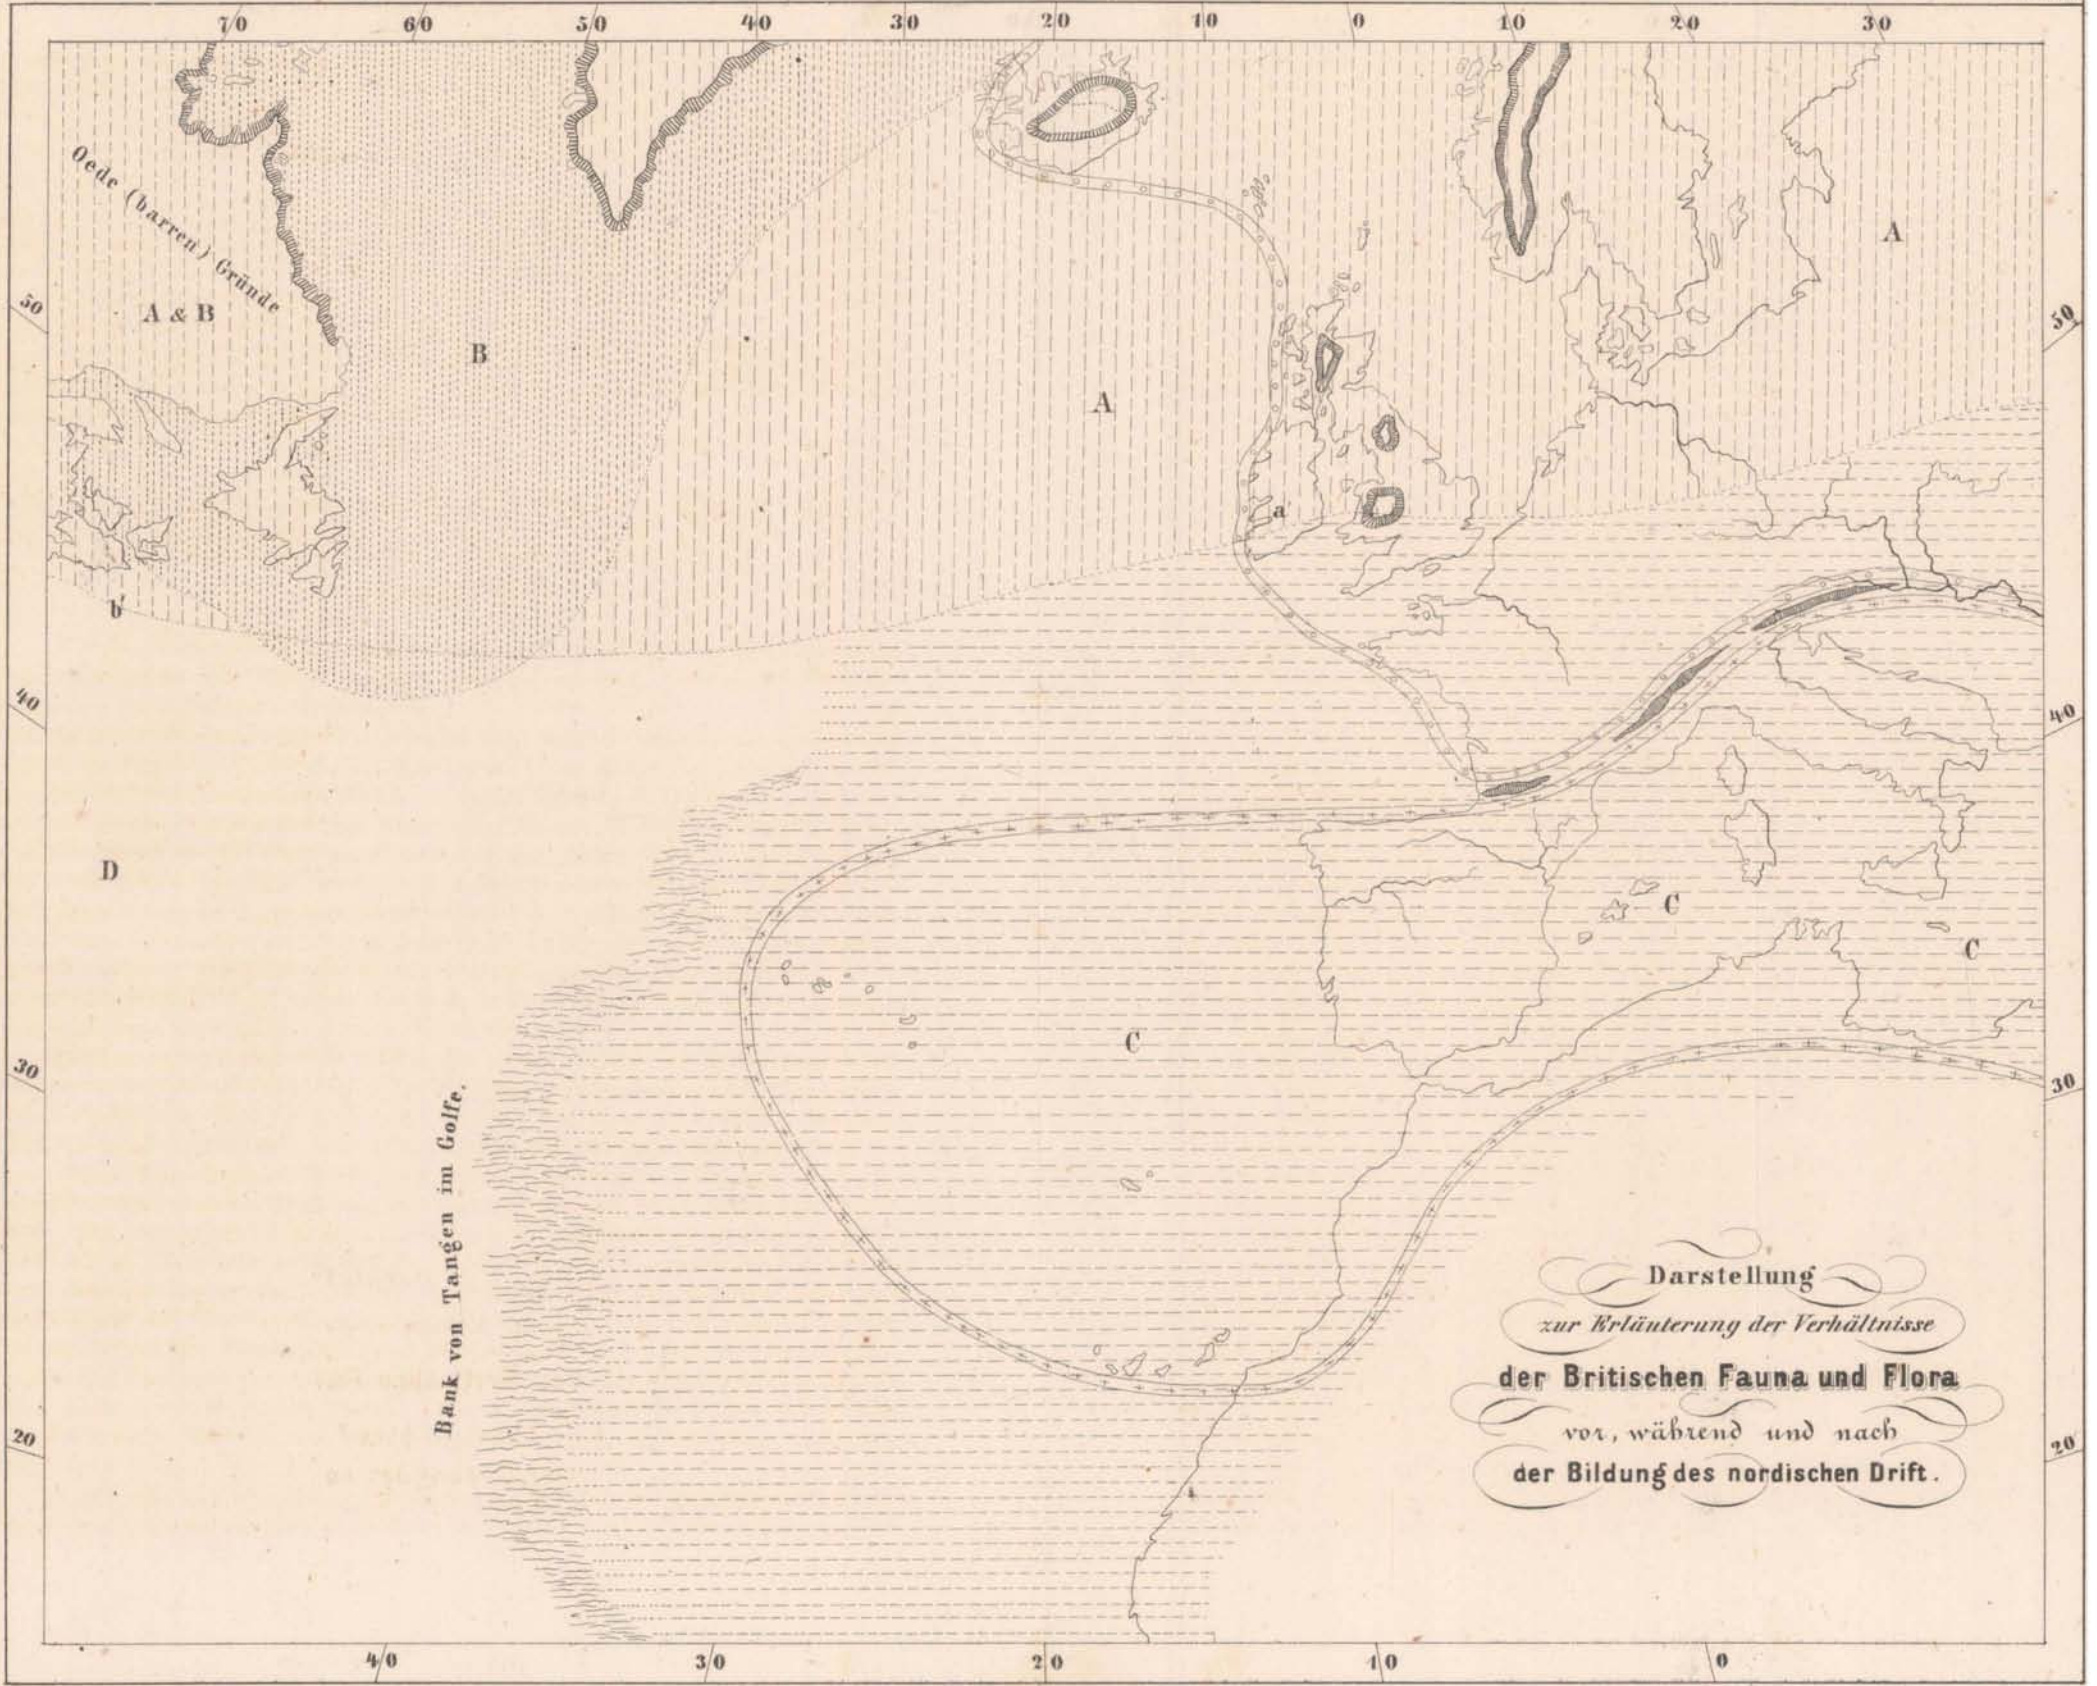 70 60 50 40 30 20 10 0 10 20 30
Oede (barren) Gründe
A & B
B
A
A
50
50
a
b'
40
40
D
C
C
C
30
30
Bank von Tangen im Golfe.
Darstellung
zur Erläuterung der Verhältnisse
der Britischen Fauna und Flora
vor, während und nach
der Bildung des nordischen Drift.
20
20
40 30 20 10 0